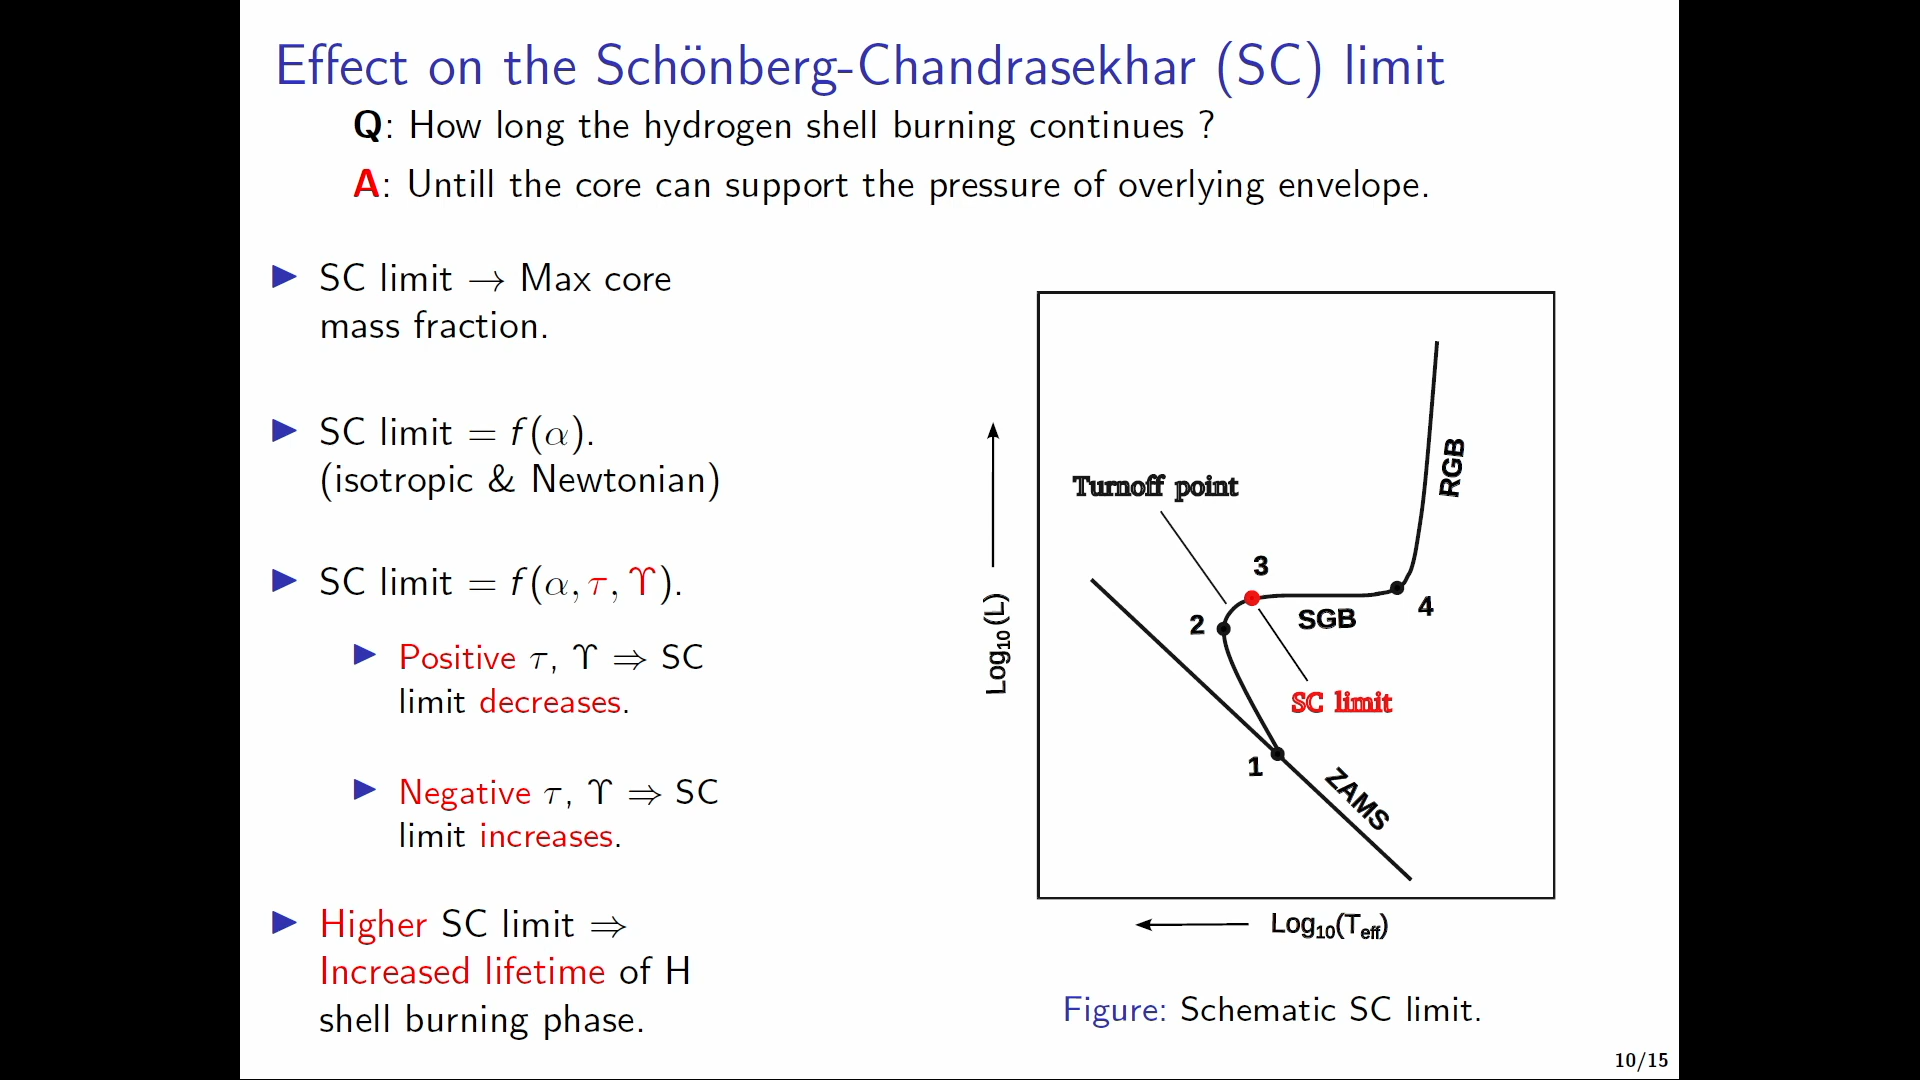 Effect on the Schönberg-Chandrasekhar (SC) limit
Q: How long the hydrogen shell burning continues ?
A: Untill the core can support the pressure of overlying envelope.
▶ SC limit → Max core
mass fraction.
▶ SC limit = f(α).
(isotropic & Newtonian)
▶ SC limit = f(α, τ, ϒ).
▶ Positive τ, ϒ ⇒ SC
limit decreases.
▶ Negative τ, ϒ ⇒ SC
limit increases.
▶ Higher SC limit ⇒
Increased lifetime of H
shell burning phase.
RGB
Turnoff point
3
4
SGB
2
Log₁₀(L)
SC limit
1
ZAMS
Log₁₀(Teff)
Figure: Schematic SC limit.
10/15